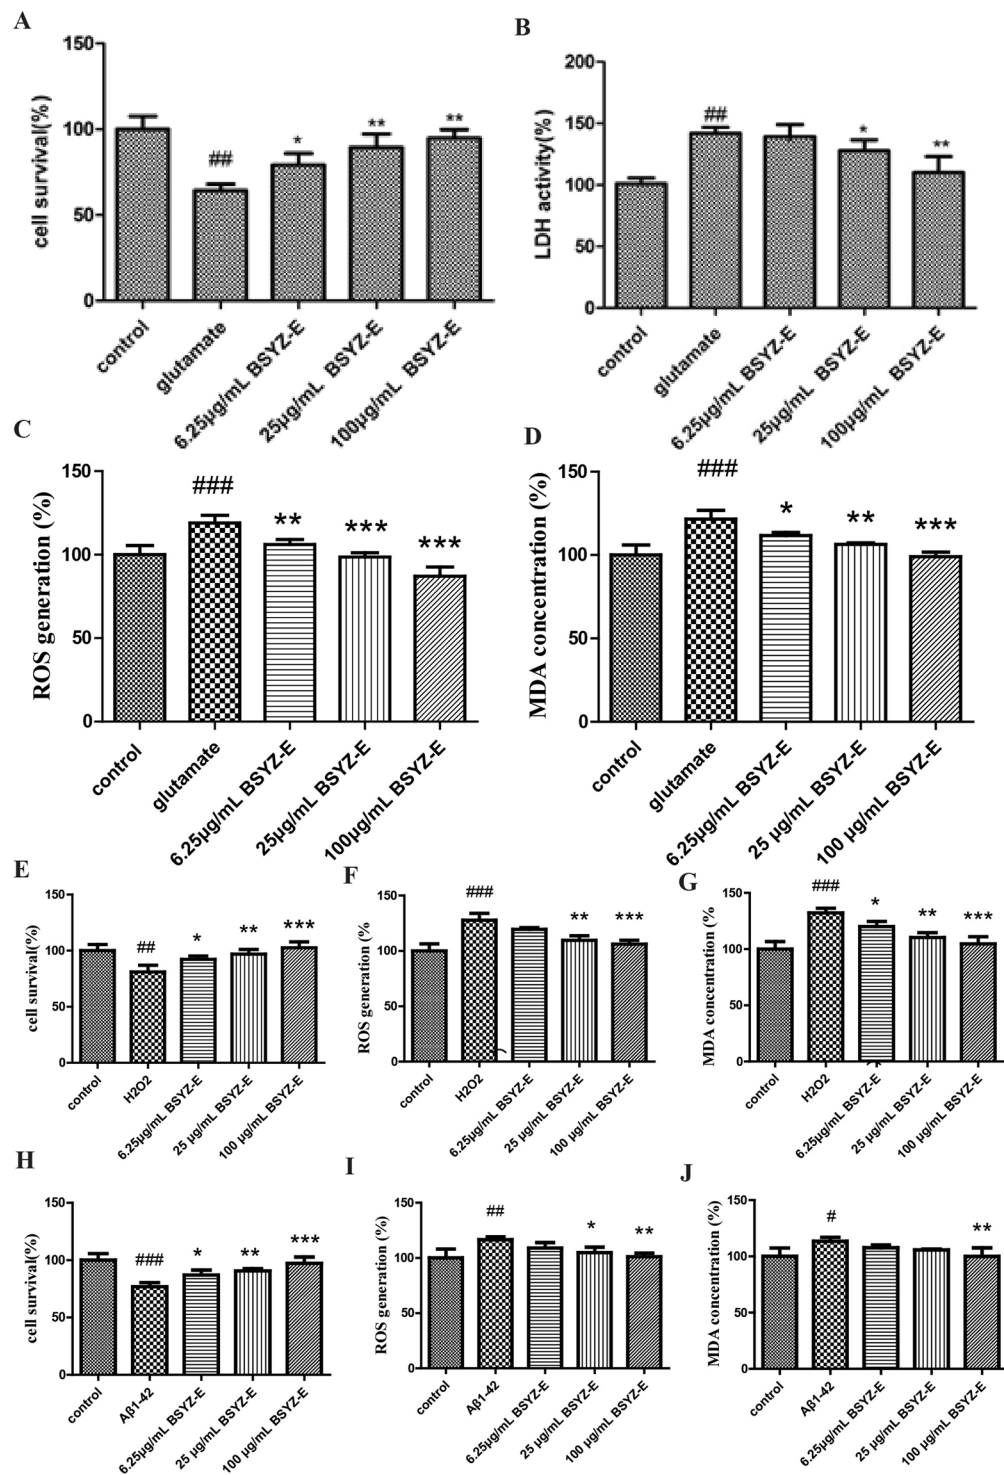 A
cell survival(%)
150
100
50
0
##
*
**
**
control
glutamate
6.25μg/mL BSYZ-E
25μg/mL BSYZ-E
100μg/mL BSYZ-E
B
LDH activity(%)
200
150
100
50
0
##
*
**
control
glutamate
6.25μg/mL BSYZ-E
25μg/mL BSYZ-E
100μg/mL BSYZ-E
C
ROS generation (%)
150
100
50
0
###
**
***
***
control
glutamate
6.25μg/mL BSYZ-E
25μg/mL BSYZ-E
100μg/mL BSYZ-E
D
MDA concentration (%)
150
100
50
0
###
*
**
***
control
glutamate
6.25μg/mL BSYZ-E
25 μg/mL BSYZ-E
100 μg/mL BSYZ-E
E
cell survival(%)
150
100
50
0
##
*
**
***
control
H2O2
6.25μg/mL BSYZ-E
25 μg/mL BSYZ-E
100 μg/mL BSYZ-E
F
ROS generation (%
150
100
50
0
###
**
***
control
H2O2
6.25μg/mL BSYZ-E
25 μg/mL BSYZ-E
100 μg/mL BSYZ-E
G
MDA concentration (%
150
100
50
0
###
*
**
***
control
H2O2
6.25μg/mL BSYZ-E
25 μg/mL BSYZ-E
100 μg/mL BSYZ-E
H
cell survival(%)
150
100
50
0
###
*
**
***
control
Aβ1-42
6.25μg/mL BSYZ-E
25 μg/mL BSYZ-E
100 μg/mL BSYZ-E
I
ROS generation (%)
150
100
50
0
##
*
**
control
Aβ1-42
6.25μg/mL BSYZ-E
25 μg/mL BSYZ-E
100 μg/mL BSYZ-E
J
MDA concentration (%)
150
100
50
0
#
**
control
Aβ1-42
6.25μg/mL BSYZ-E
25 μg/mL BSYZ-E
100 μg/mL BSYZ-E